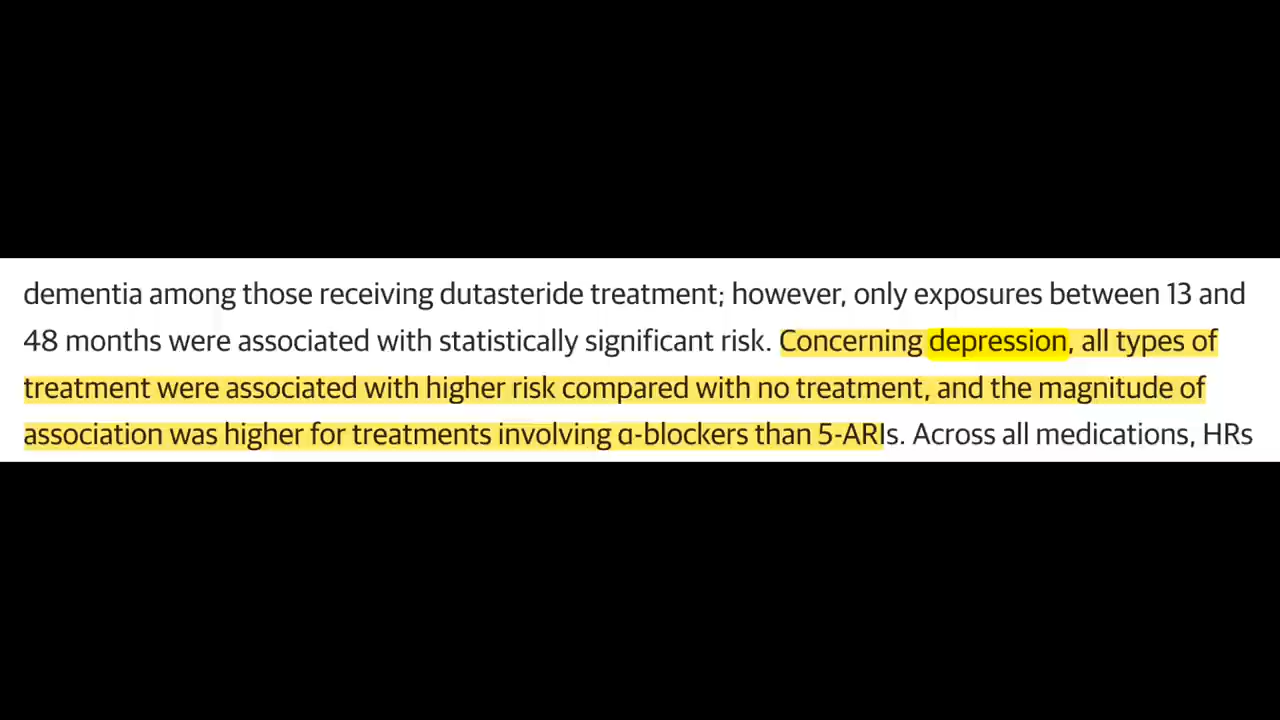 dementia among those receiving dutasteride treatment; however, only exposures between 13 and
48 months were associated with statistically significant risk. Concerning depression, all types of
treatment were associated with higher risk compared with no treatment, and the magnitude of
association was higher for treatments involving α-blockers than 5-ARIs. Across all medications, HRs